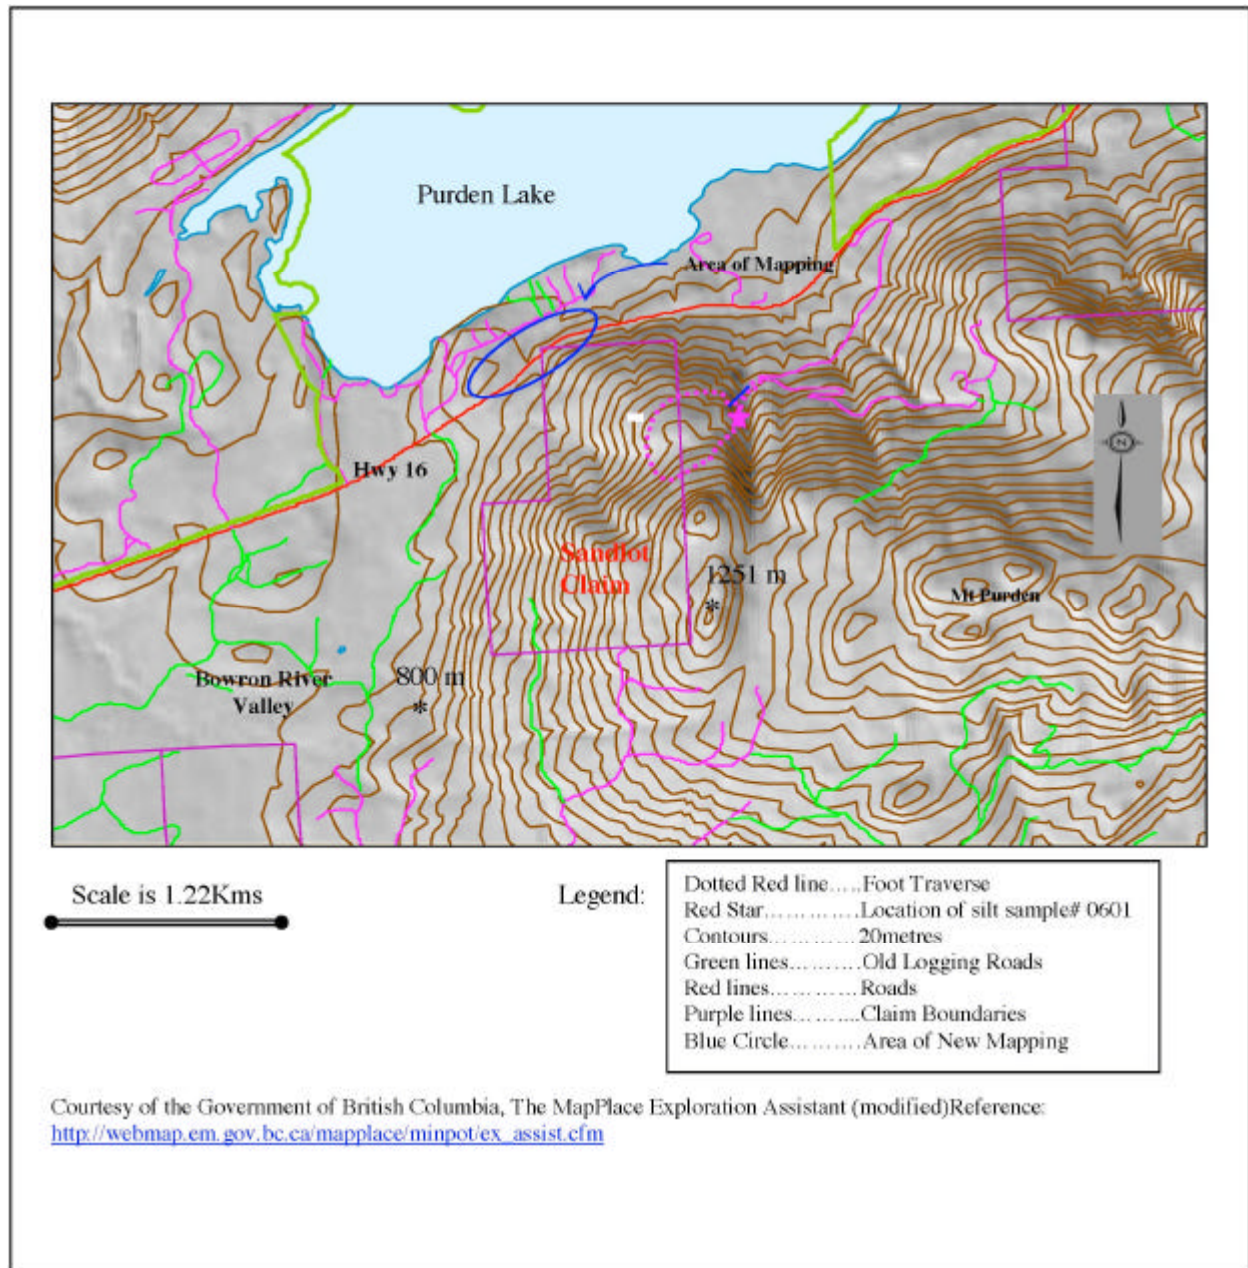 Purden Lake
Area of Mapping
Hwy 16
Sandlot
Claim
1251 m
*
Mt Purden
Bowron River
Valley
800 m
*
N
Scale is 1.22Kms
Legend:
Dotted Red line.....Foot Traverse
Red Star.............Location of silt sample# 0601
Contours............20metres
Green lines..........Old Logging Roads
Red lines............Roads
Purple lines..........Claim Boundaries
Blue Circle..........Area of New Mapping
Courtesy of the Government of British Columbia, The MapPlace Exploration Assistant (modified)Reference:
http://webmap.em.gov.bc.ca/mapplace/minpot/ex_assist.cfm